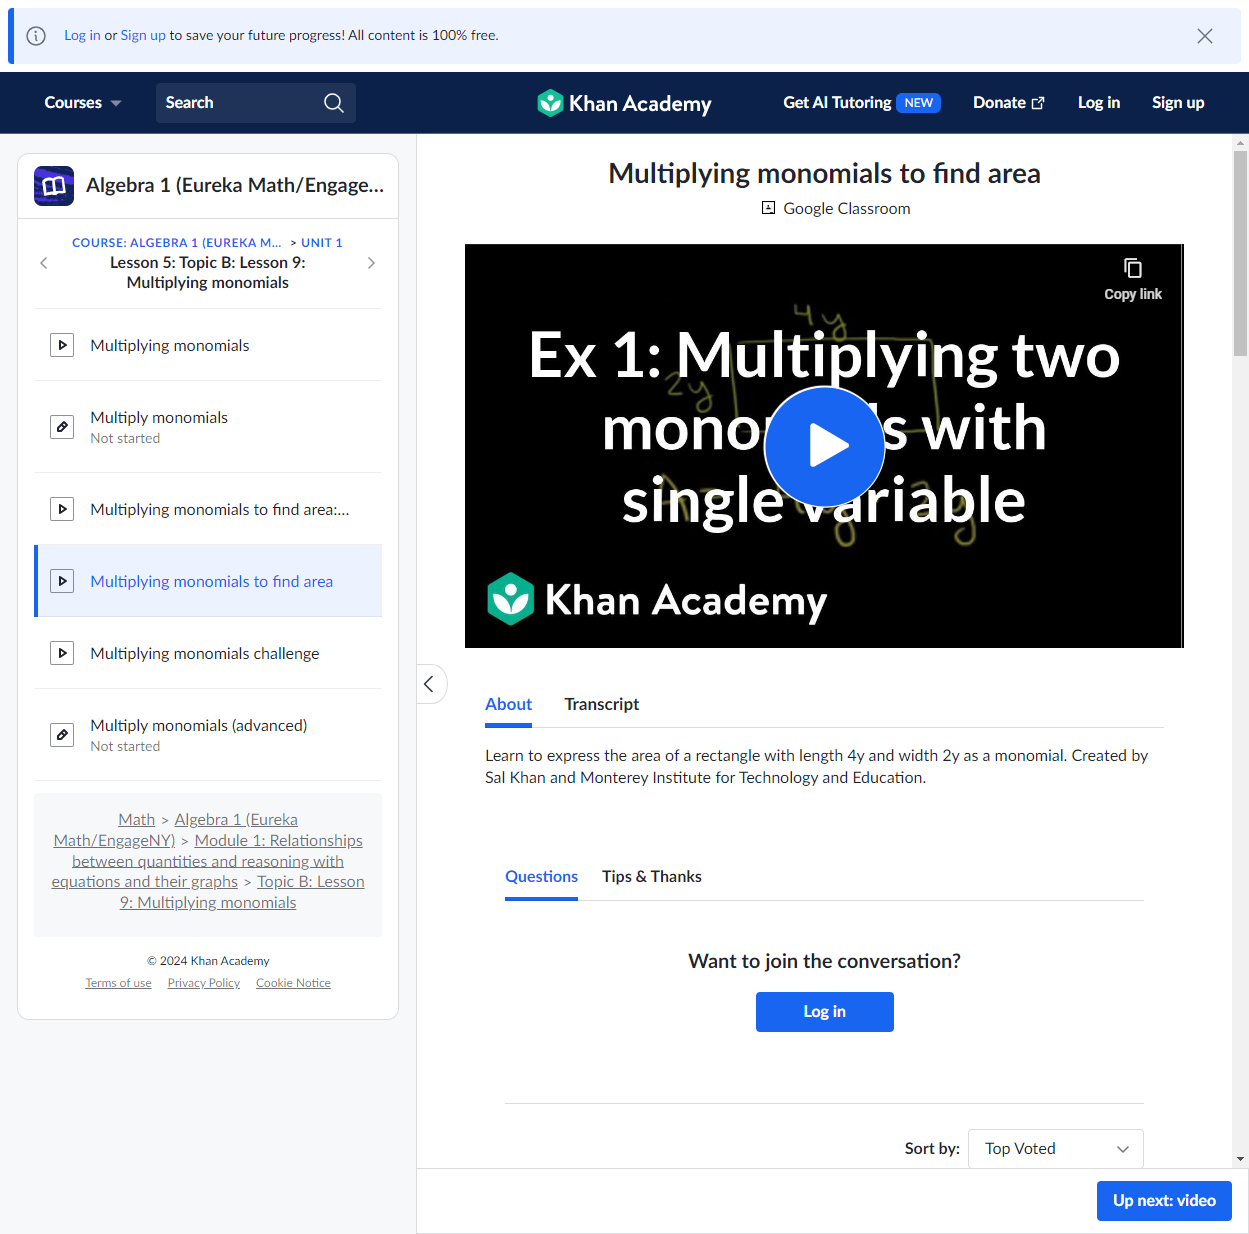 Log in or Sign up to save your future progress! All content is 100% free.
Courses
Search
Khan Academy
Get AI Tutoring NEW
Donate
Log in
Sign up
Algebra 1 (Eureka Math/Engage...
COURSE: ALGEBRA 1 (EUREKA M... > UNIT 1
Lesson 5: Topic B: Lesson 9:
Multiplying monomials
Multiplying monomials
Multiply monomials
Not started
Multiplying monomials to find area:...
Multiplying monomials to find area
Multiplying monomials challenge
Multiply monomials (advanced)
Not started
Math > Algebra 1 (Eureka
Math/EngageNY) > Module 1: Relationships
between quantities and reasoning with
equations and their graphs > Topic B: Lesson
9: Multiplying monomials
© 2024 Khan Academy
Terms of use Privacy Policy Cookie Notice
Multiplying monomials to find area
Google Classroom
Copy link
4y
Ex 1: Multiplying two
2y
with
single variable
Khan Academy
About Transcript
Learn to express the area of a rectangle with length 4y and width 2y as a monomial. Created by
Sal Khan and Monterey Institute for Technology and Education.
Questions Tips & Thanks
Want to join the conversation?
Log in
Sort by: Top Voted
Up next: video